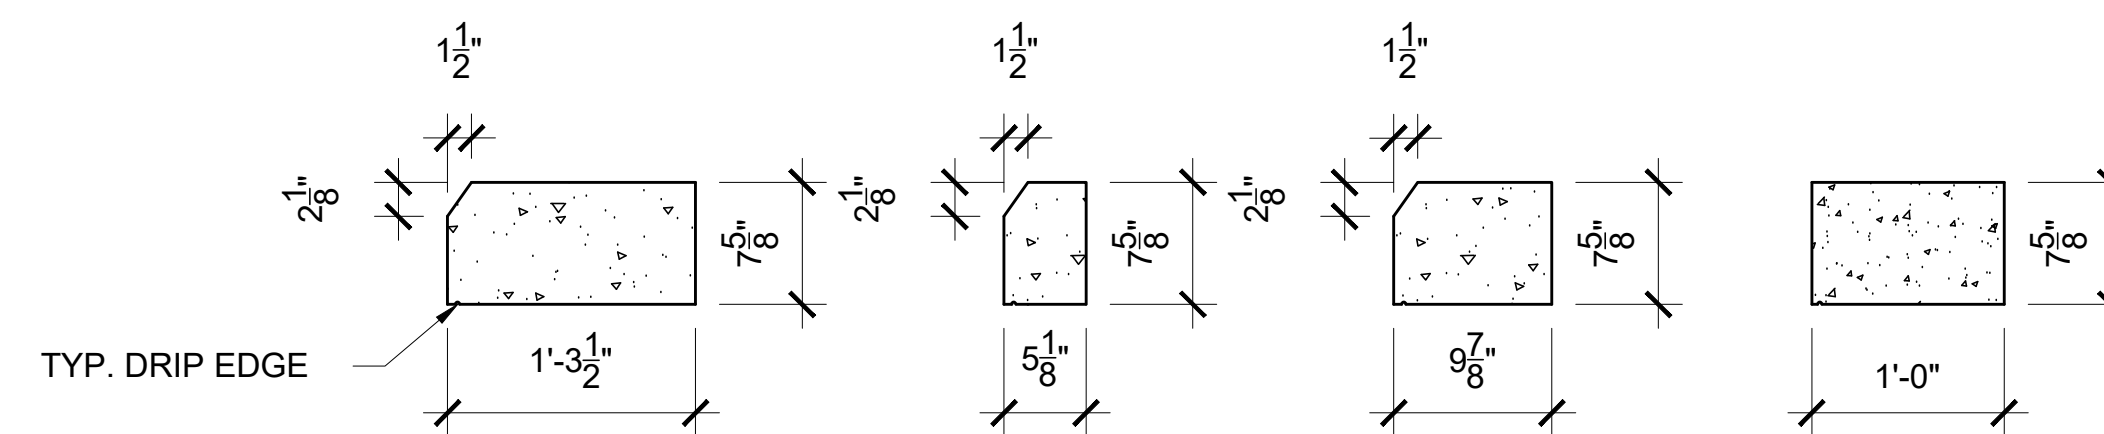 1 1/2" 1 1/2" 1 1/2"
2 1/8" 7 5/8" 2 1/8" 7 5/8" 2 1/8" 7 5/8" 7 5/8"
TYP. DRIP EDGE 1'-3 1/2" 5 1/8" 9 7/8" 1'-0"